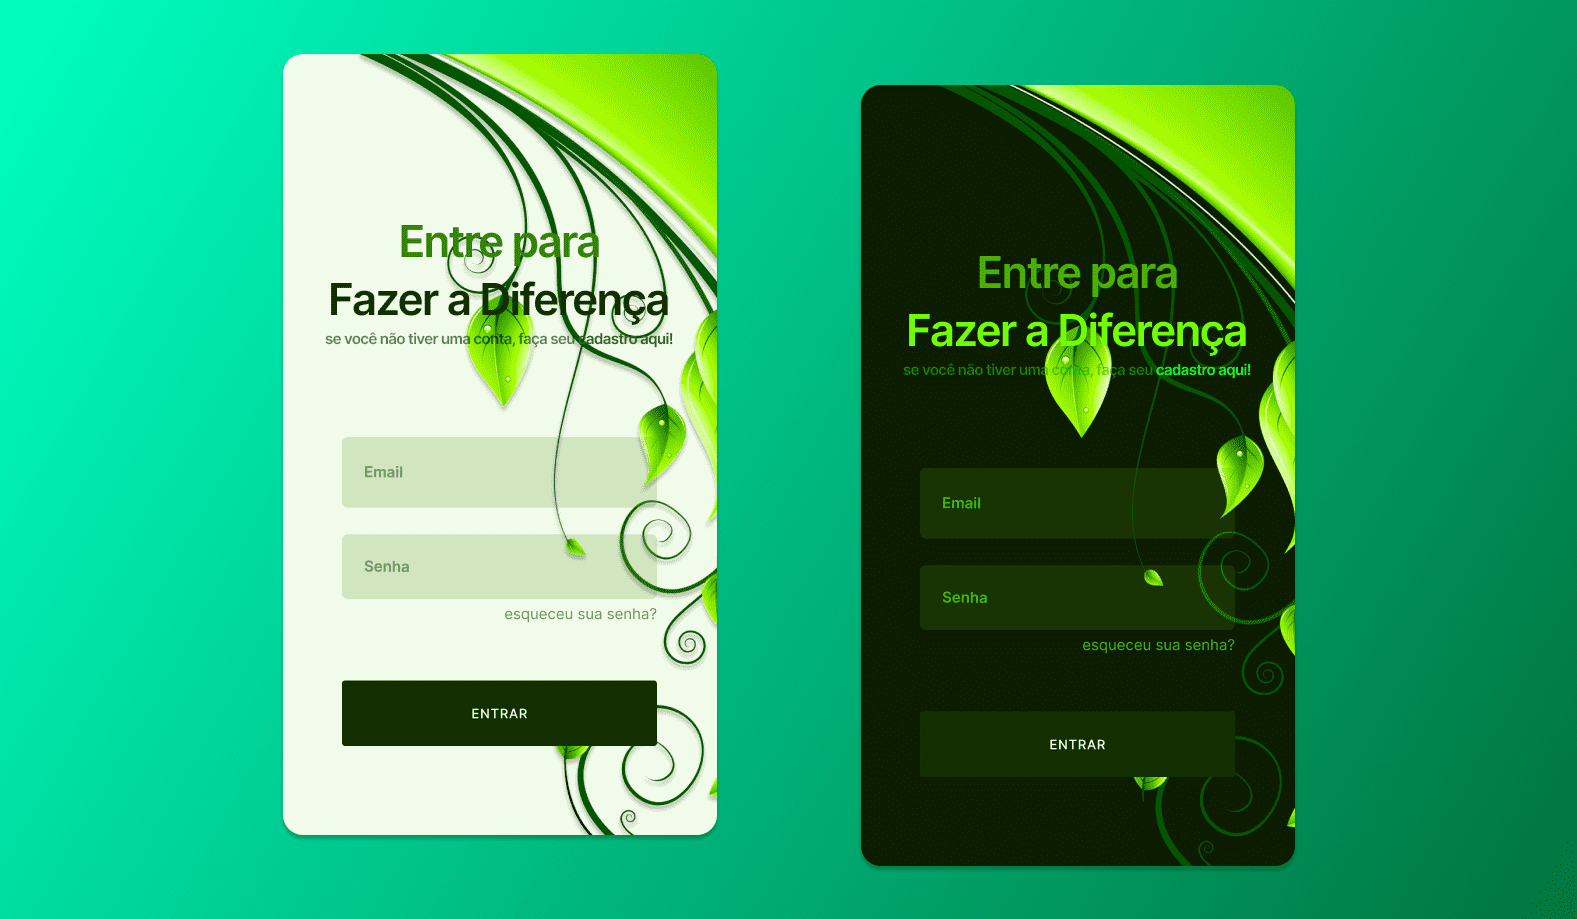 Entre para
Fazer a Diferença
se você não tiver uma conta, faça seu cadastro aqui!
Email
Senha
esqueceu sua senha?
ENTRAR
Entre para
Fazer a Diferença
se você não tiver uma conta, faça seu cadastro aqui!
Email
Senha
esqueceu sua senha?
ENTRAR